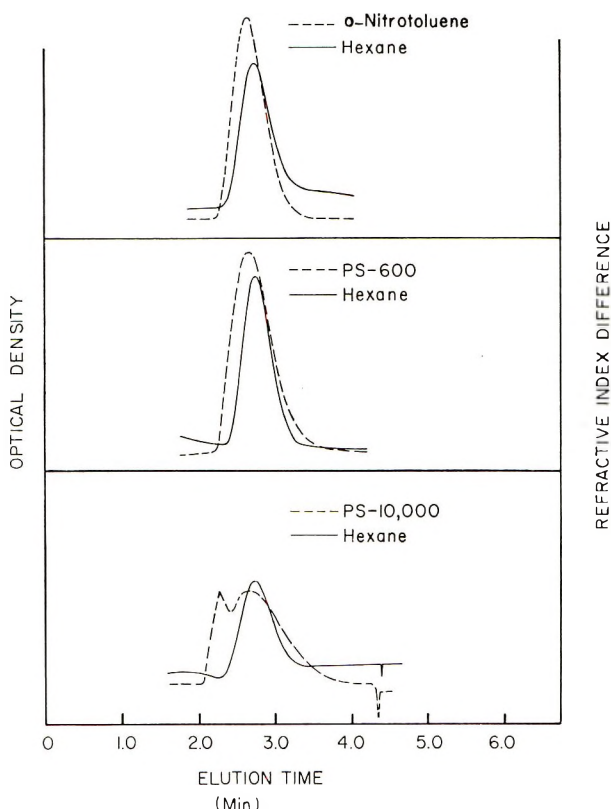 o-Nitrotoluene
Hexane
PS-600
Hexane
PS-10,000
Hexane
OPTICAL DENSITY
REFRACTIVE INDEX DIFFERENCE
0 1.0 2.0 3.0 4.0 5.0 6.0
ELUTION TIME
(Min)